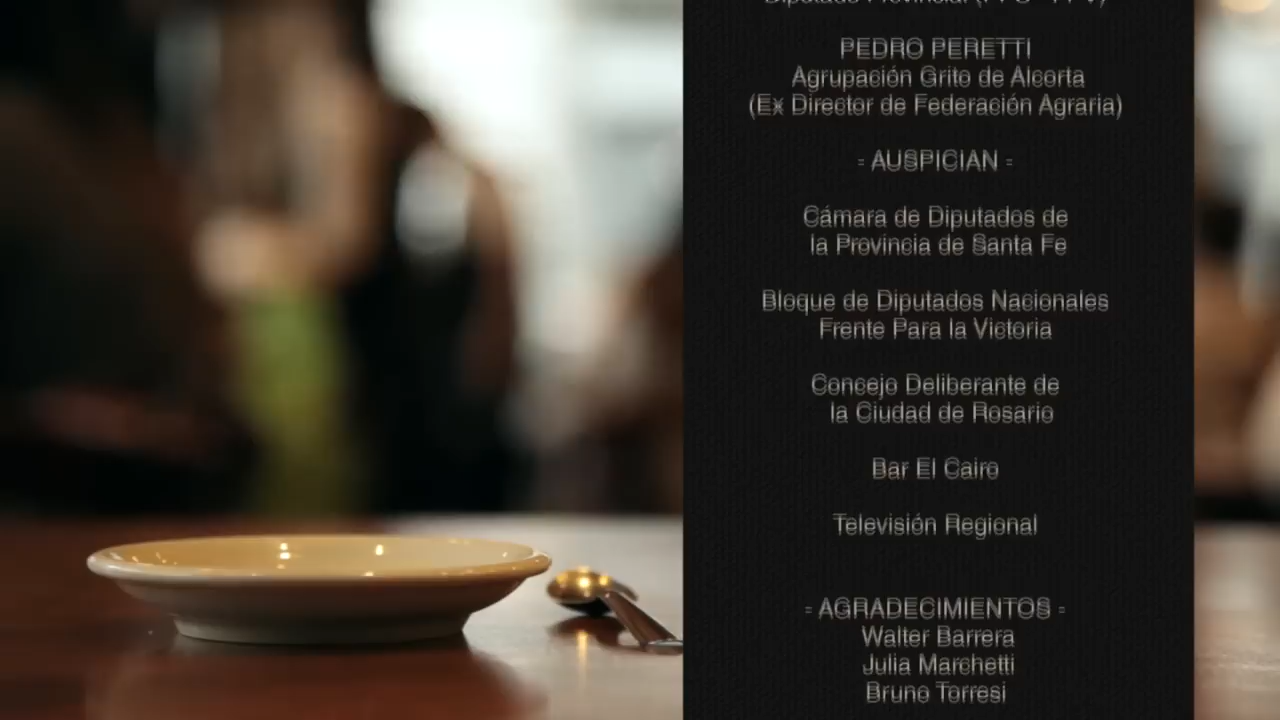 PEDRO PERETTI
Agrupación Grito de Alcorta
(Ex Director de Federación Agraria)
- AUSPICIAN -
Cámara de Diputados de
la Provincia de Santa Fe
Bloque de Diputados Nacionales
Frente Para la Victoria
Concejo Deliberante de
la Ciudad de Rosario
Bar El Cairo
Televisión Regional
- AGRADECIMIENTOS -
Walter Barrera
Julia Marchetti
Bruno Torresi